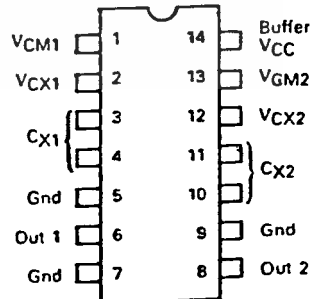 Buffer
VCM1 1 14 VCC
VCX1 2 13 VGM2
3 12 VCX2
CX1 4 11 CX2
Gnd 5 10
Out 1 6 9 Gnd
Gnd 7 8 Out 2